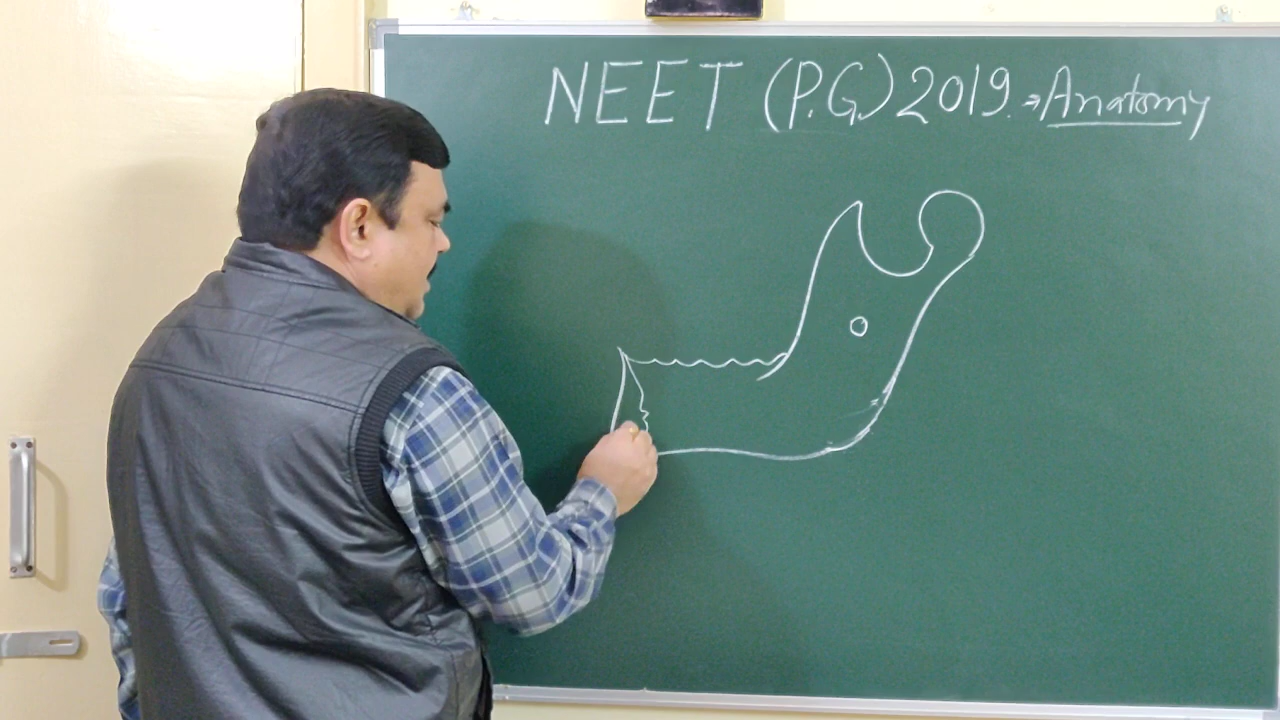 NEET (P.G.) 2019. → Anatomy